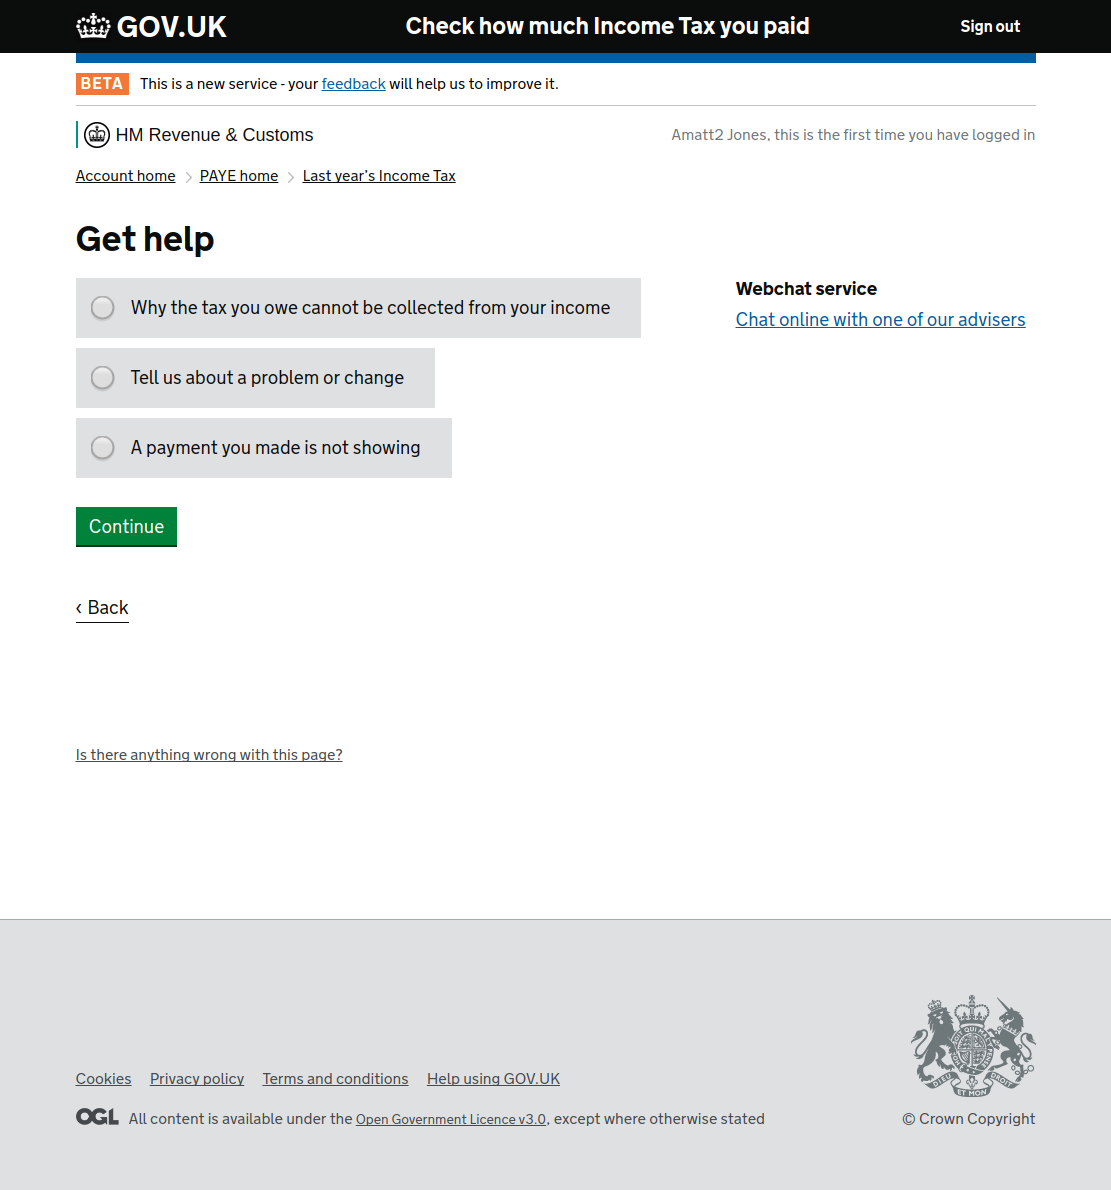 GOV.UK
Check how much Income Tax you paid
Sign out
BETA This is a new service - your feedback will help us to improve it.
HM Revenue & Customs
Amatt2 Jones, this is the first time you have logged in
Account home > PAYE home > Last year’s Income Tax
Get help
Why the tax you owe cannot be collected from your income
Tell us about a problem or change
A payment you made is not showing
Continue
‹ Back
Webchat service
Chat online with one of our advisers
Is there anything wrong with this page?
Cookies Privacy policy Terms and conditions Help using GOV.UK
OGL All content is available under the Open Government Licence v3.0, except where otherwise stated
DIEU ET MON DROIT
© Crown Copyright